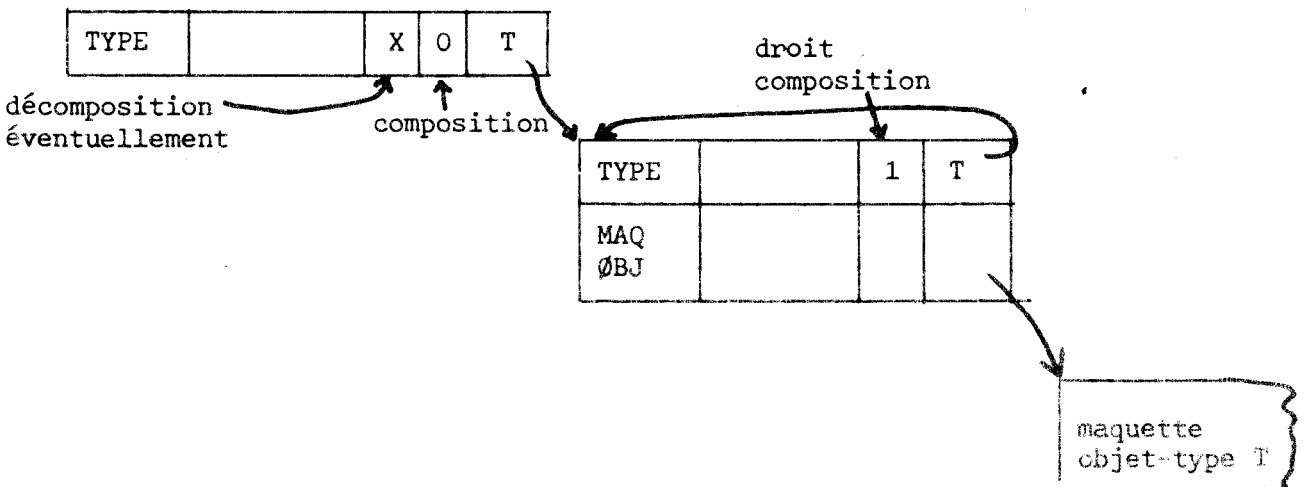 TYPE X O T
droit
composition
décomposition
éventuellement
composition
TYPE 1 T
MAQ
ØBJ
maquette
objet-type T